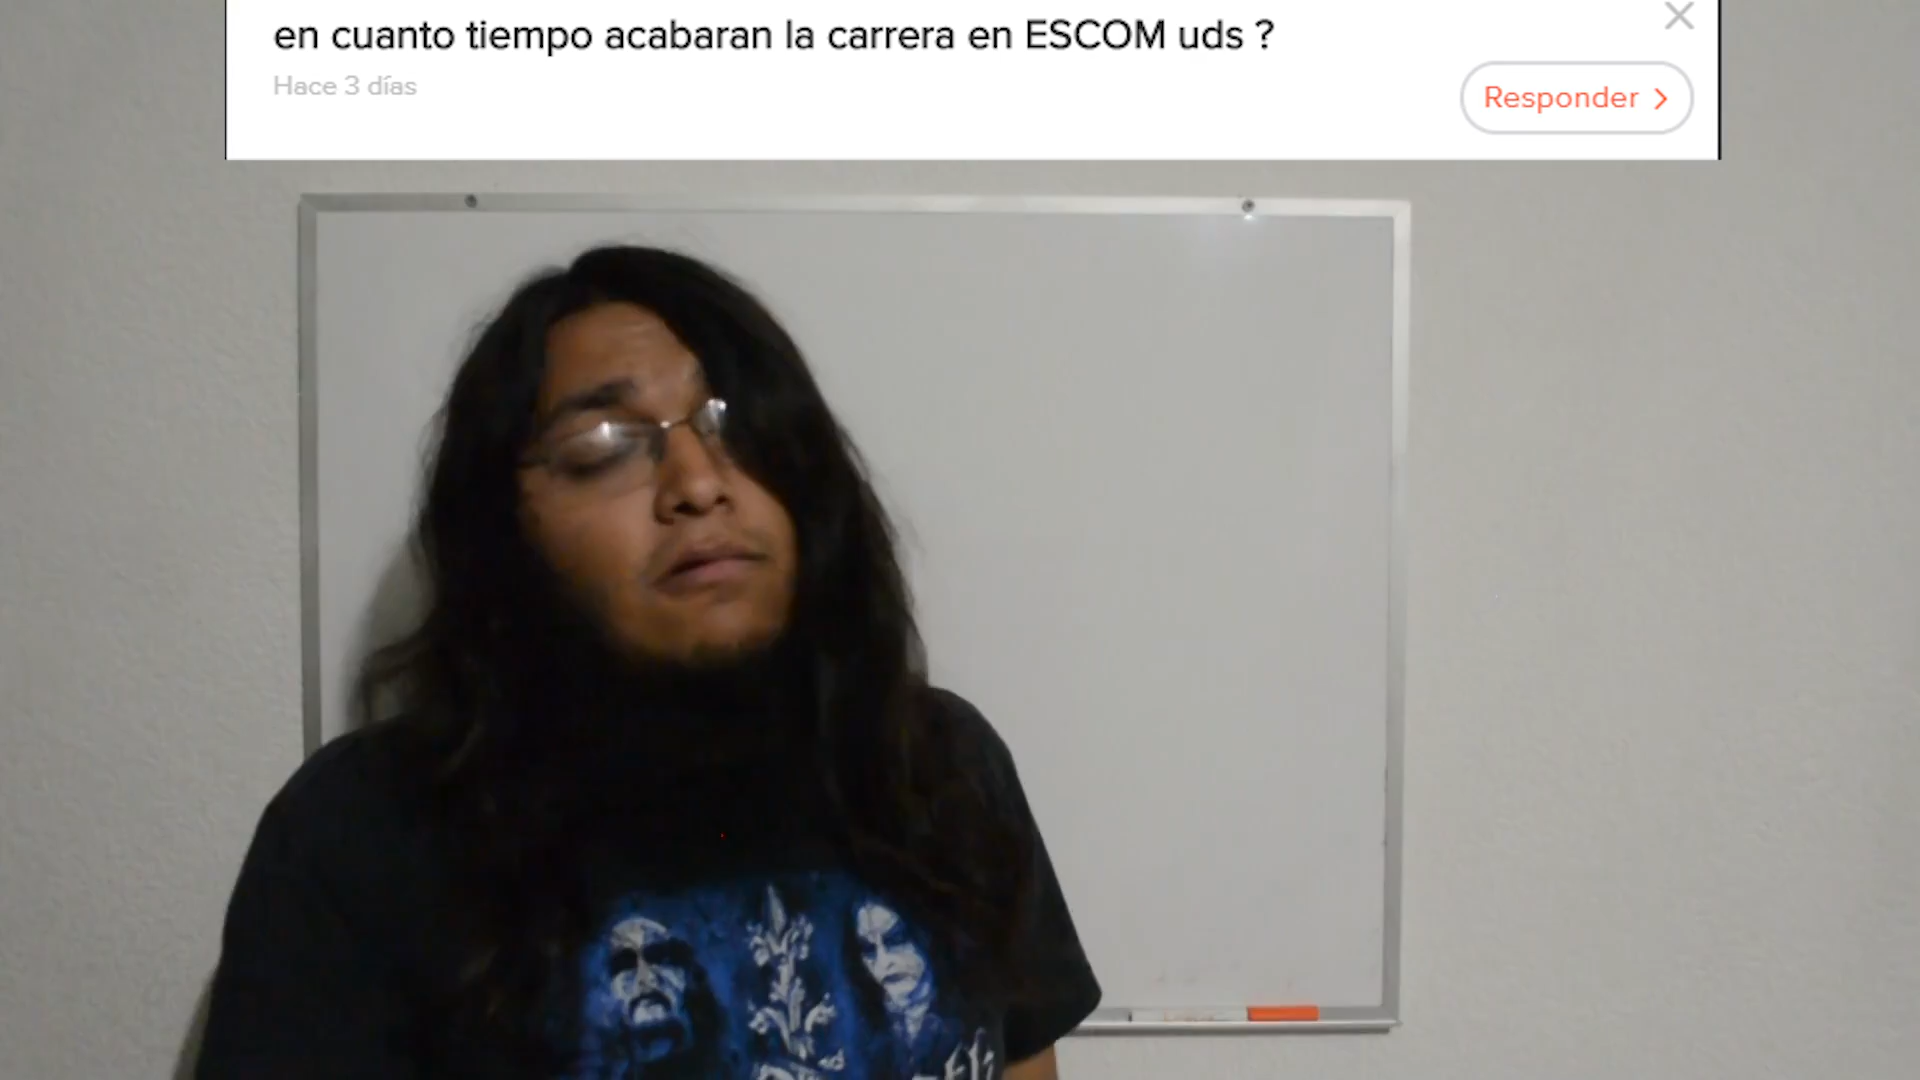 en cuanto tiempo acabaran la carrera en ESCOM uds ?
Hace 3 días
Responder